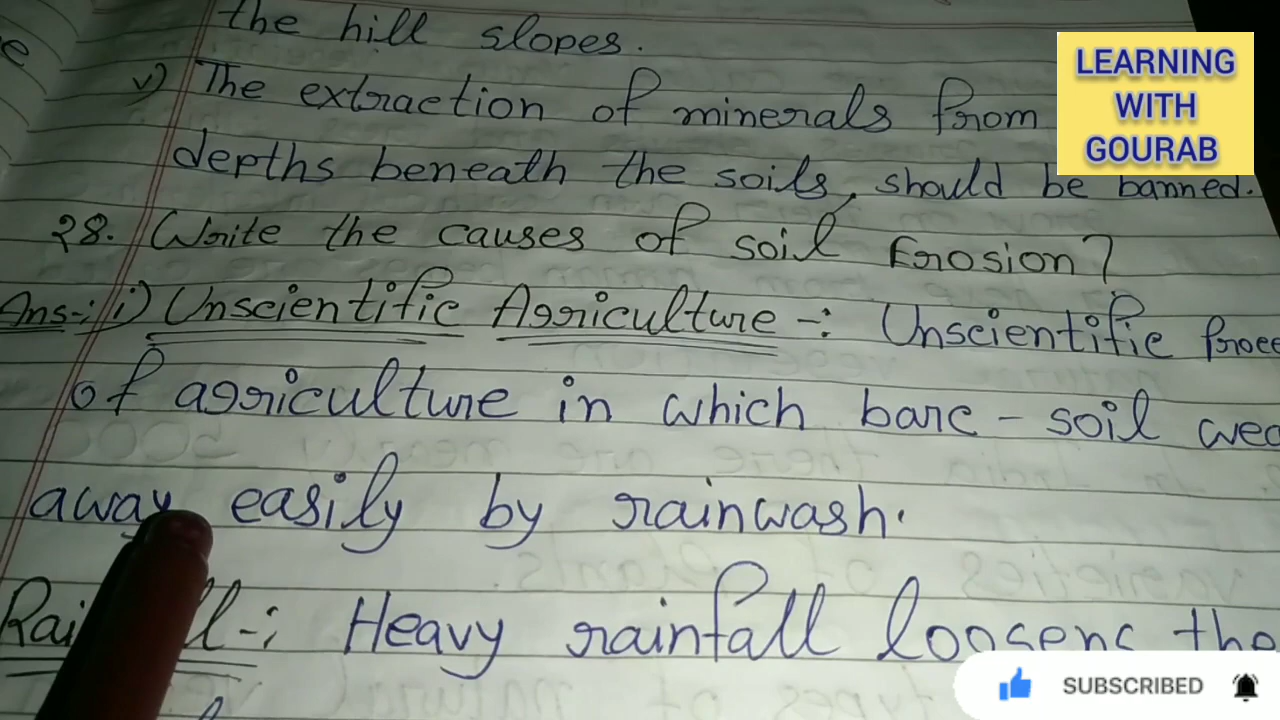 the hill slopes.
v) The extraction of minerals from
depths beneath the soils, should be banned.
28. Write the causes of soil Erosion?
Ans-: i) Unscientific Agriculture -: Unscientific
of agriculture in which bare - soil
away easily by rainwash.
Heavy rainfall loosens the
LEARNING
WITH
GOURAB
SUBSCRIBED